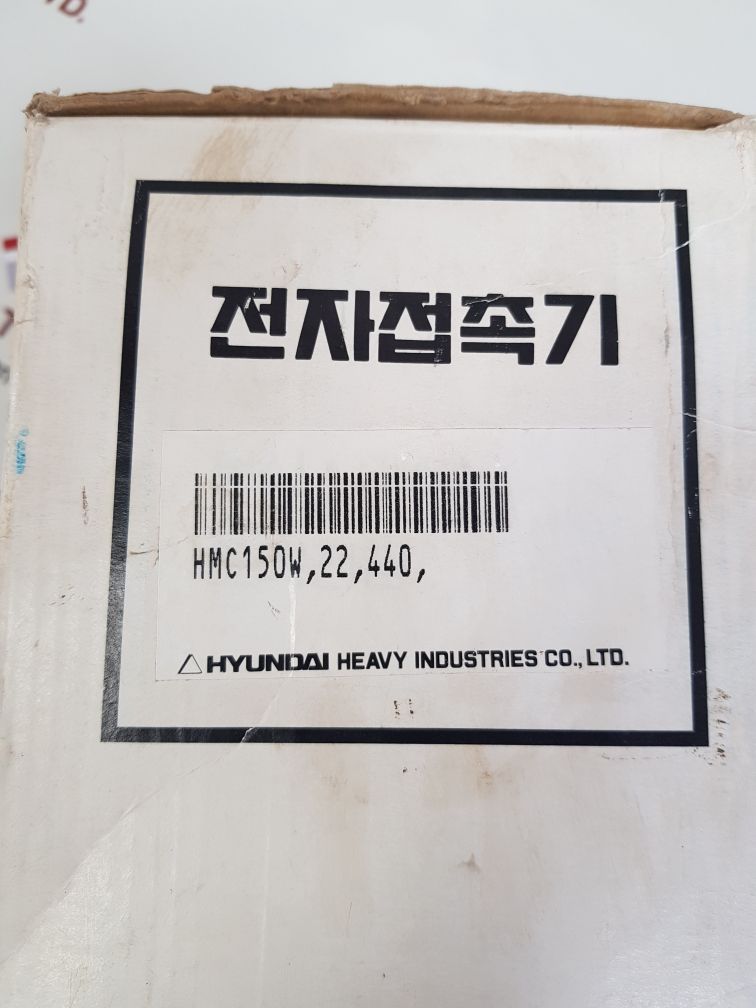 D.
전자접촉기
HMC150W,22,440,
HYUNDAI HEAVY INDUSTRIES CO., LTD.